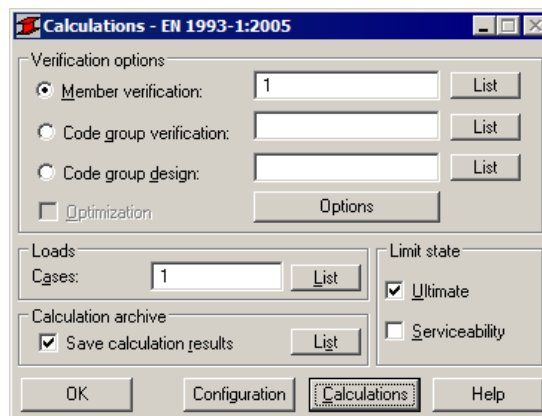 Calculations - EN 1993-1:2005
Verification options
Member verification: 1 List
Code group verification: List
Code group design: List
Optimization Options
Loads
Cases: 1 List
Limit state
Ultimate
Serviceability
Calculation archive
Save calculation results List
OK Configuration Calculations Help